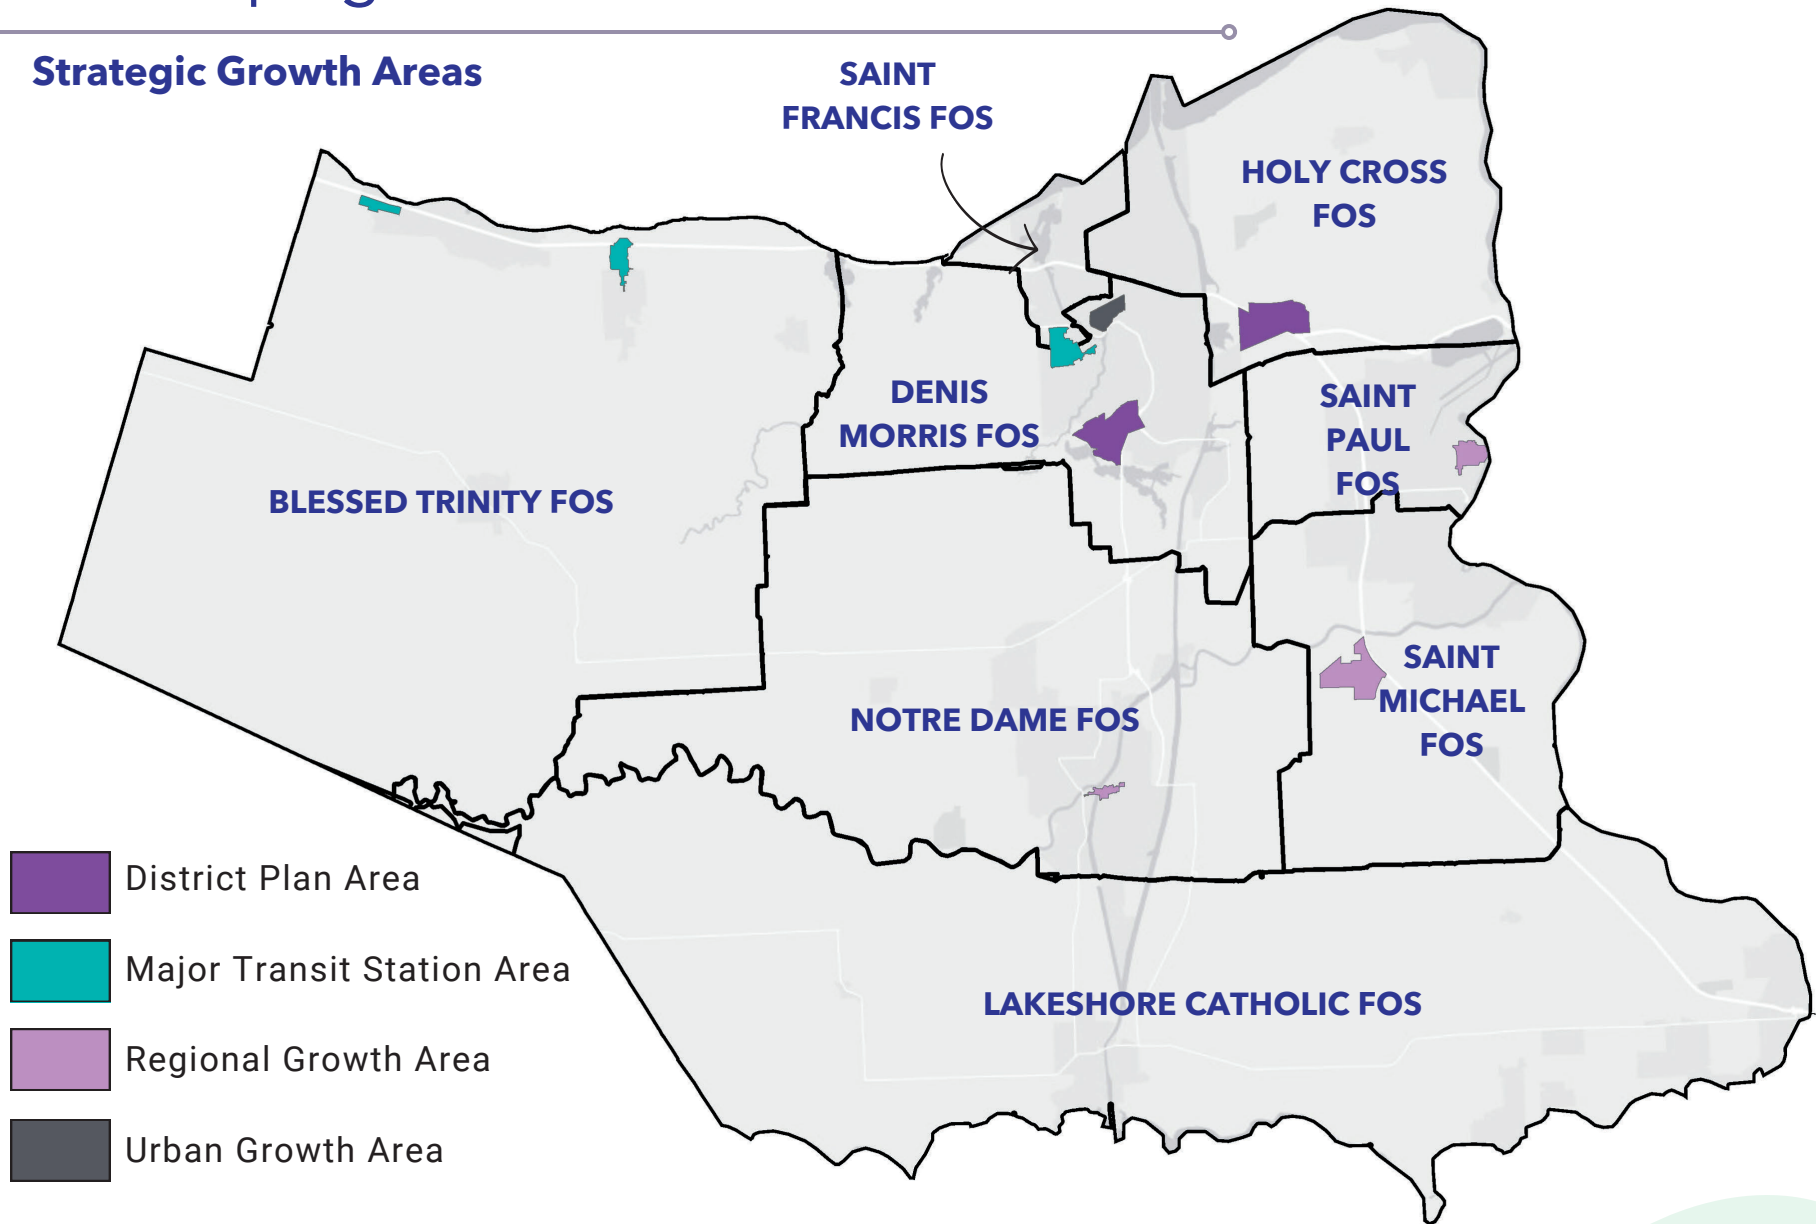 Strategic Growth Areas
SAINT
FRANCIS FOS
HOLY CROSS
FOS
DENIS
MORRIS FOS
SAINT
PAUL
FOS
BLESSED TRINITY FOS
SAINT
MICHAEL
FOS
NOTRE DAME FOS
LAKESHORE CATHOLIC FOS
District Plan Area
Major Transit Station Area
Regional Growth Area
Urban Growth Area